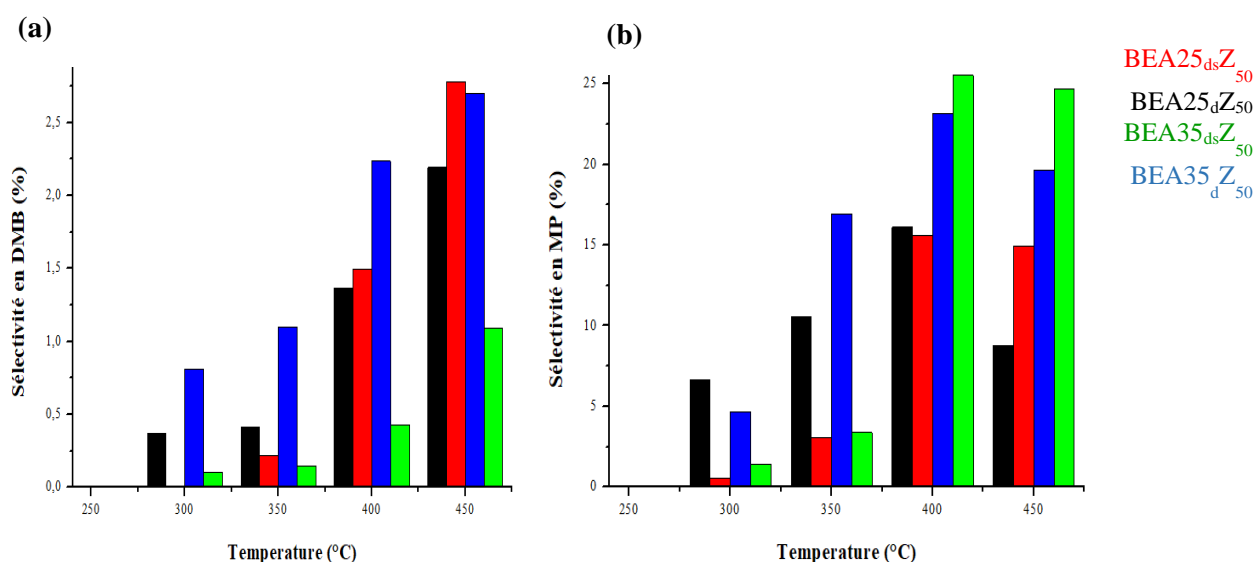 (a)
Sélectivité en DMB (%)
2,5
2,0
1,5
1,0
0,5
0,0
250 300 350 400 450
Temperature (°C)
(b)
Sélectivité en MP (%)
25
20
15
10
5
0
250 300 350 400 450
Temperature (°C)
BEA25dsZ50
BEA25dZ50
BEA35dsZ50
BEA35dZ50